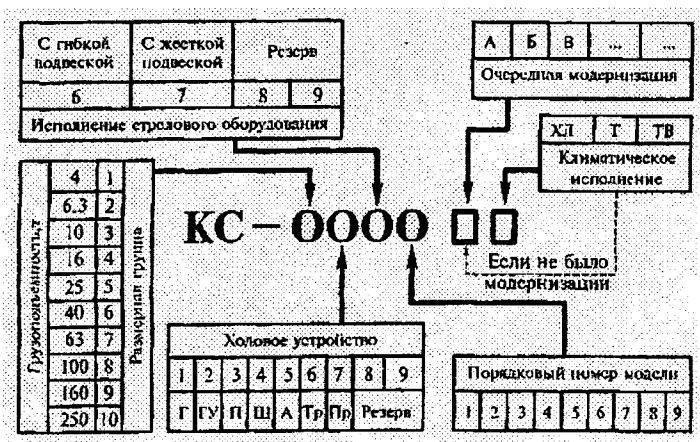 С гибкой подвеской
С жесткой подвеской
Резерв
6 7 8 9
Исполнение стрелового оборудования
А Б В ... ...
Очередная модернизация
ХЛ Т ТВ
Климатическое
исполнение
Грузоподъемность, т
4 1
6.3 2
10 3
16 4
25 5
40 6
63 7
100 8
160 9
250 10
Размерная группа
КС – ОООО
Если не было
модернизации
Ходовое устройство
1 2 3 4 5 6 7 8 9
Г ГУ П Ш А Тр Пр Резерв
Порядковый номер модели
1 2 3 4 5 6 7 8 9